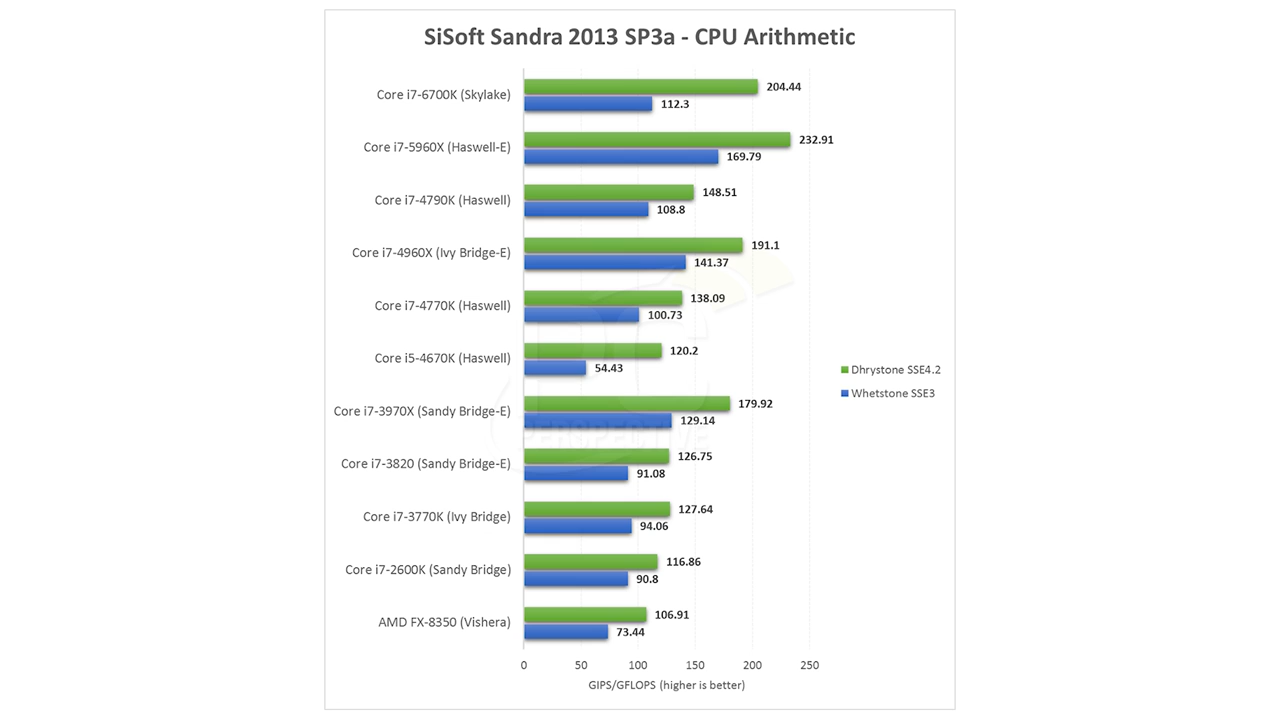 SiSoft Sandra 2013 SP3a - CPU Arithmetic
Core i7-6700K (Skylake)
204.44
112.3
Core i7-5960X (Haswell-E)
232.91
169.79
Core i7-4790K (Haswell)
148.51
108.8
Core i7-4960X (Ivy Bridge-E)
191.1
141.37
Core i7-4770K (Haswell)
138.09
100.73
Core i5-4670K (Haswell)
120.2
54.43
Core i7-3970X (Sandy Bridge-E)
179.92
129.14
Core i7-3820 (Sandy Bridge-E)
126.75
91.08
Core i7-3770K (Ivy Bridge)
127.64
94.06
Core i7-2600K (Sandy Bridge)
116.86
90.8
AMD FX-8350 (Vishera)
106.91
73.44
Dhrystone SSE4.2
Whetstone SSE3
PC
PERSPECTIVE
0 50 100 150 200 250
GIPS/GFLOPS (higher is better)